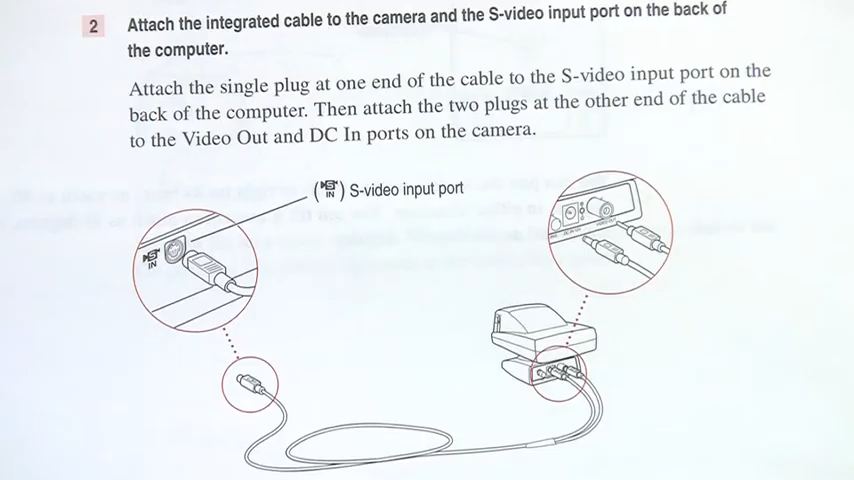 2 Attach the integrated cable to the camera and the S-video input port on the back of
the computer.
Attach the single plug at one end of the cable to the S-video input port on the
back of the computer. Then attach the two plugs at the other end of the cable
to the Video Out and DC In ports on the camera.
(IN) S-video input port
IN